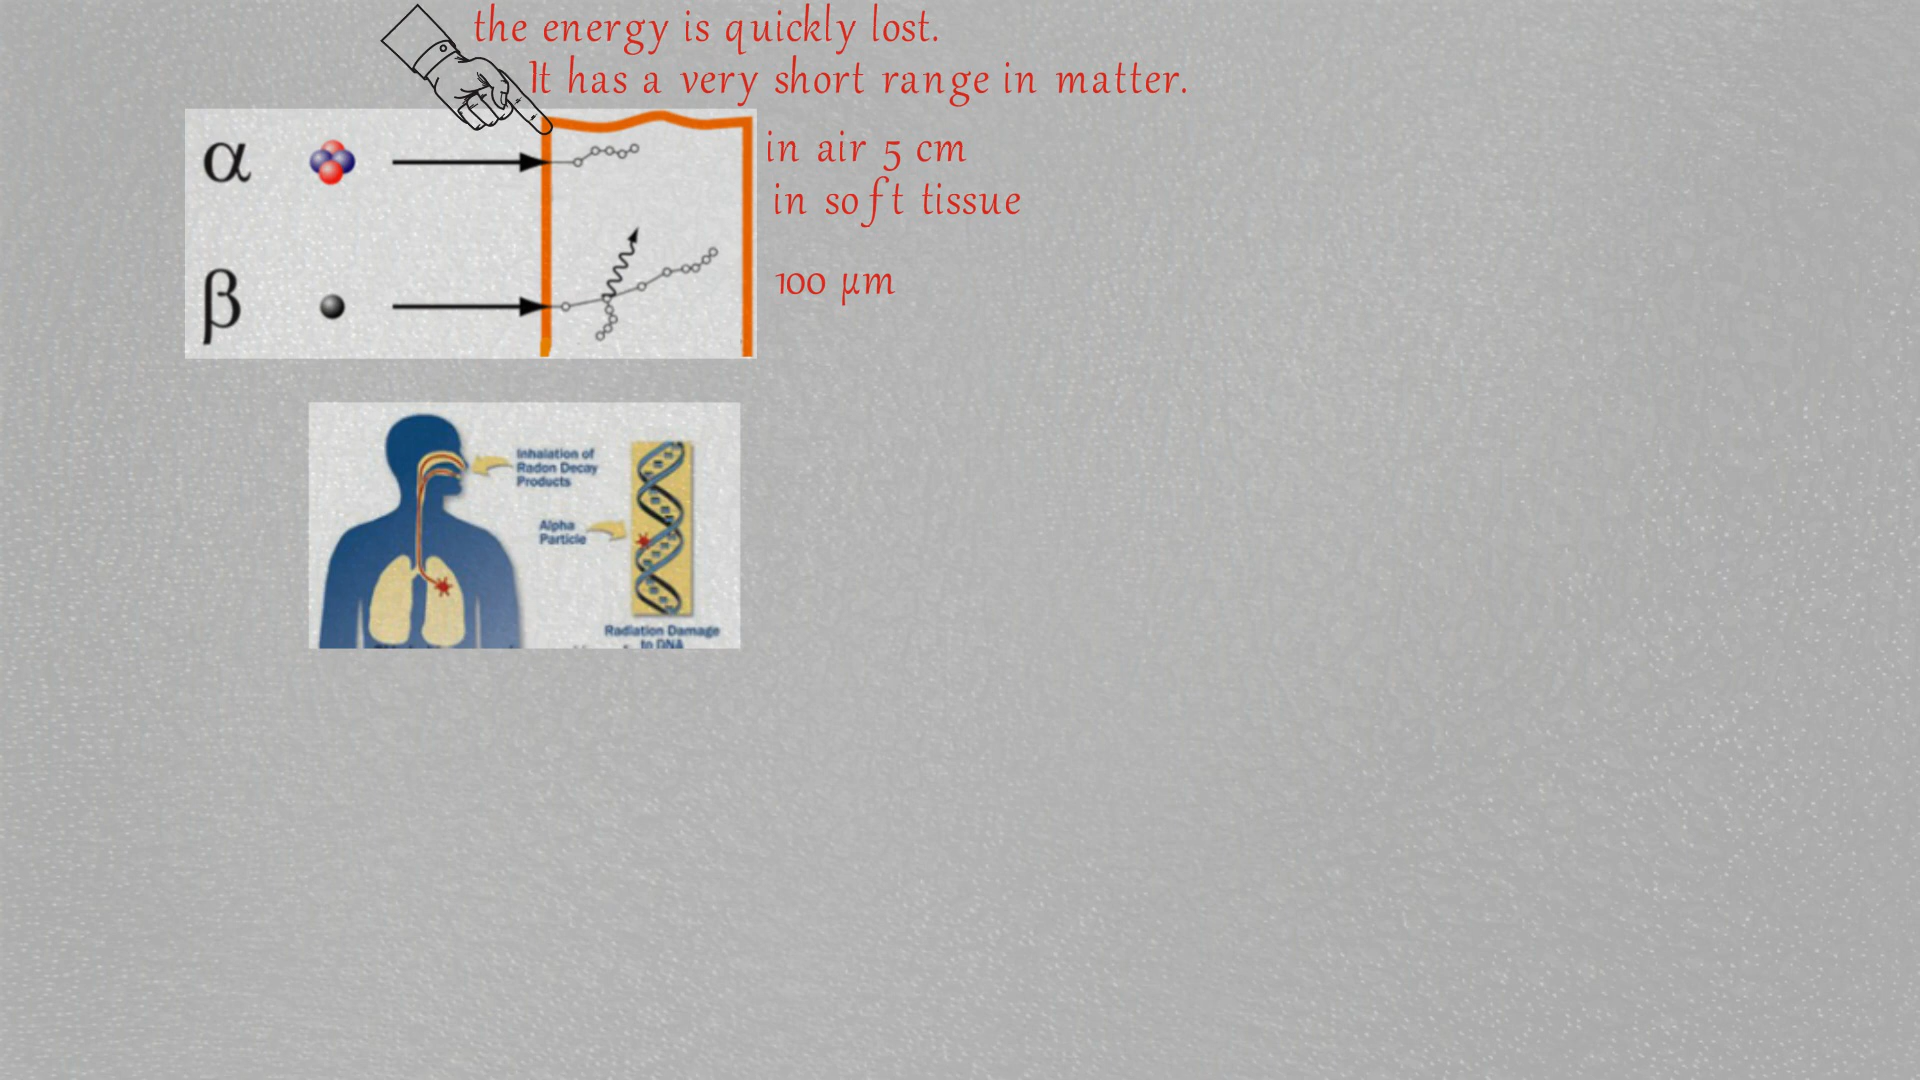 the energy is quickly lost.
It has a very short range in matter.
α
in air 5 cm
in soft tissue
β
100 μm
Inhalation of
Radon Decay
Products
Alpha
Particle
Radiation Damage
to DNA